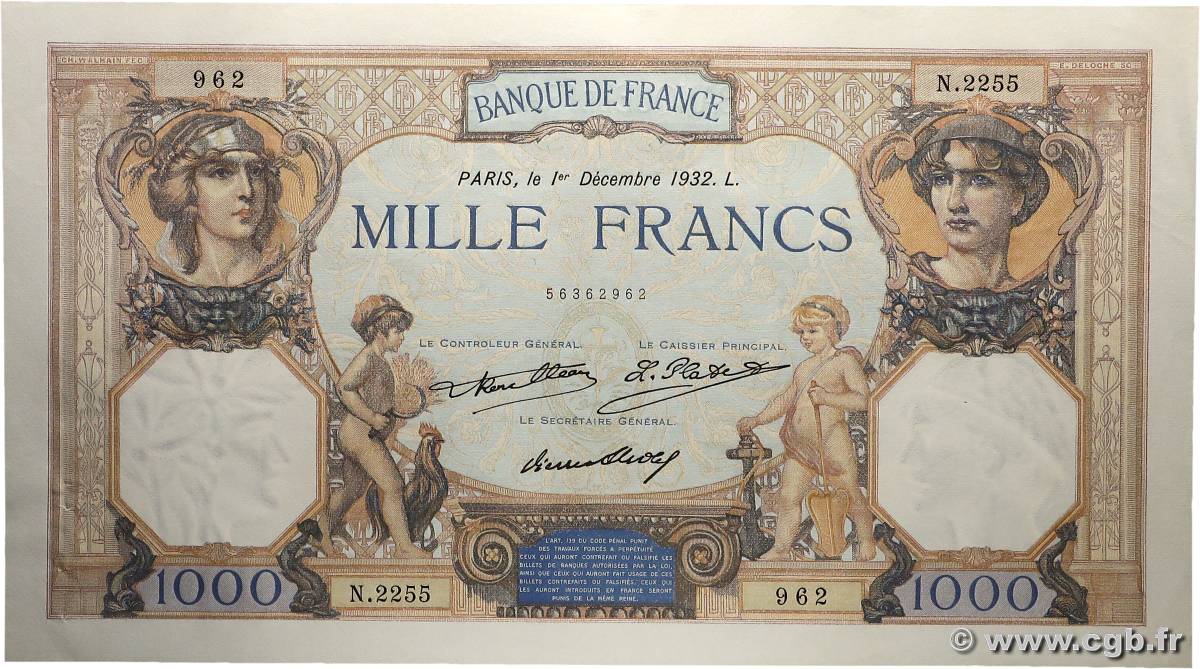 CH. WALHAIN FEC.
E. DELOCHE SC.
962
N.2255
BANQUE DE FRANCE
PARIS, le 1er Décembre 1932. L.
MILLE FRANCS
56362962
LE CONTROLEUR GÉNÉRAL.
LE CAISSIER PRINCIPAL.
LE SECRÉTAIRE GÉNÉRAL.
L'ART. 139 DU CODE PÉNAL PUNIT
DES TRAVAUX FORCÉS A PERPÉTUITÉ
CEUX QUI AURONT CONTREFAIT OU FALSIFIÉ LES
BILLETS DE BANQUES AUTORISÉES PAR LA LOI,
AINSI QUE CEUX QUI AURONT FAIT USAGE DE CES
BILLETS CONTREFAITS OU FALSIFIÉS, CEUX QUI
LES AURONT INTRODUITS EN FRANCE SERONT
PUNIS DE LA MÊME PEINE.
1000
N.2255
962
1000
© www.cgb.fr